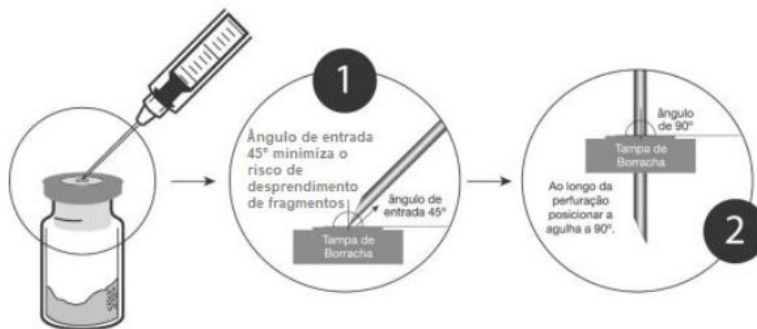 1
Ângulo de entrada
45° minimiza o
risco de
desprendimento
de fragmentos
ângulo de
entrada 45°
Tampa de
Borracha
ângulo
de 90°
Tampa de
Borracha
Ao longo da
perfuração
posicionar a
agulha a 90°.
2